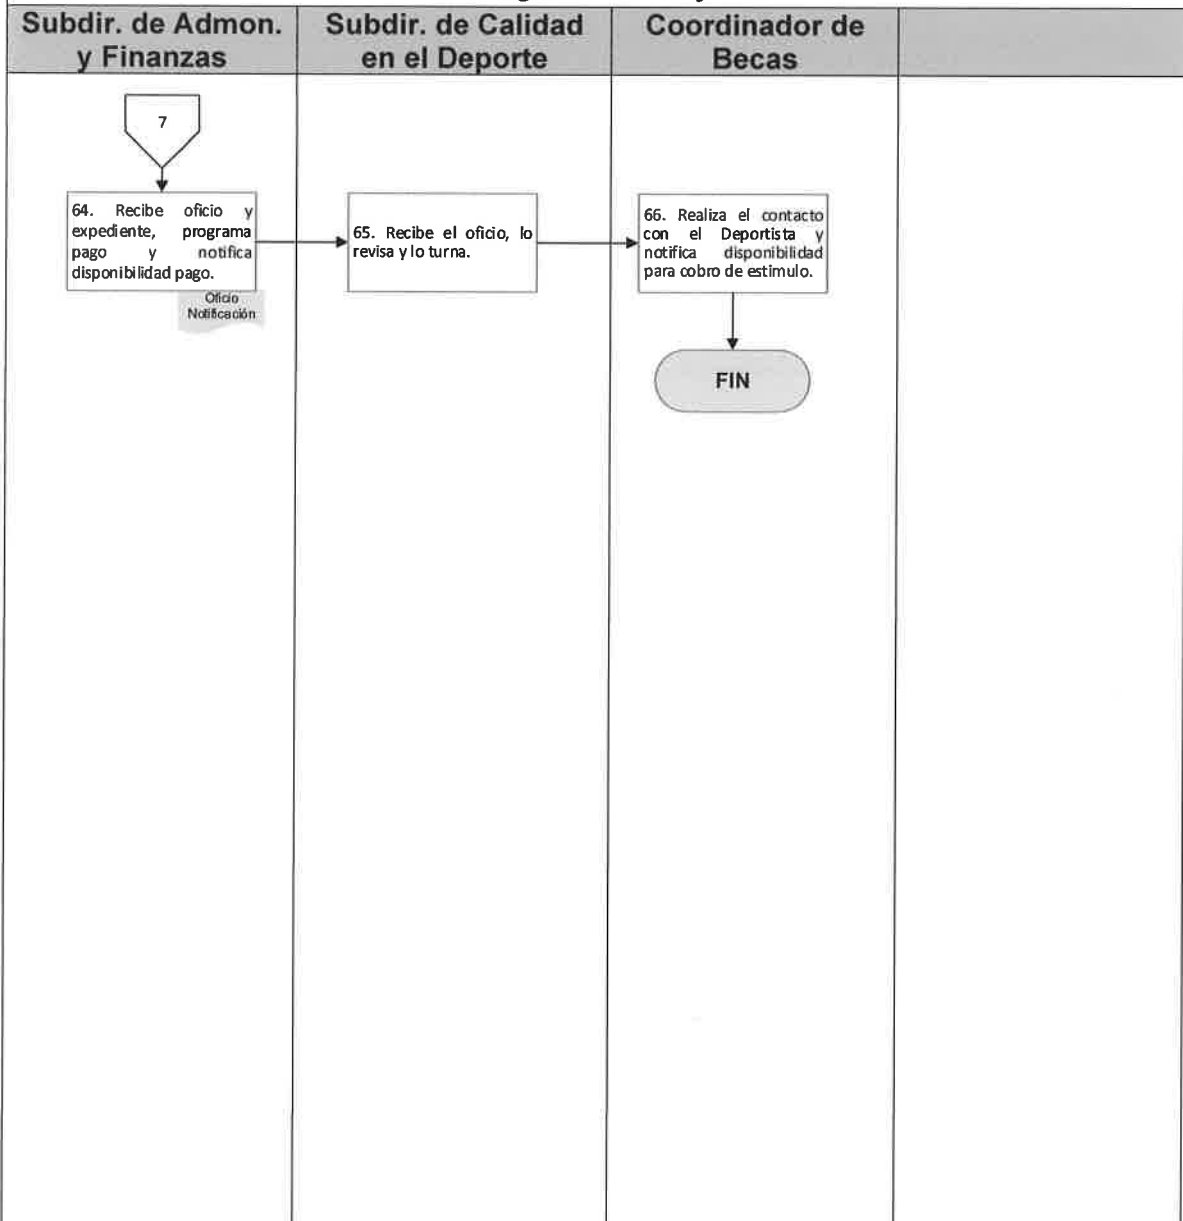 Subdir. de Admon.
y Finanzas
Subdir. de Calidad
en el Deporte
Coordinador de
Becas
7
64. Recibe oficio y
expediente, programa
pago y notifica
disponibilidad pago.
Oficio
Notificación
65. Recibe el oficio, lo
revisa y lo turna.
66. Realiza el contacto
con el Deportista y
notifica disponibilidad
para cobro de estimulo.
FIN